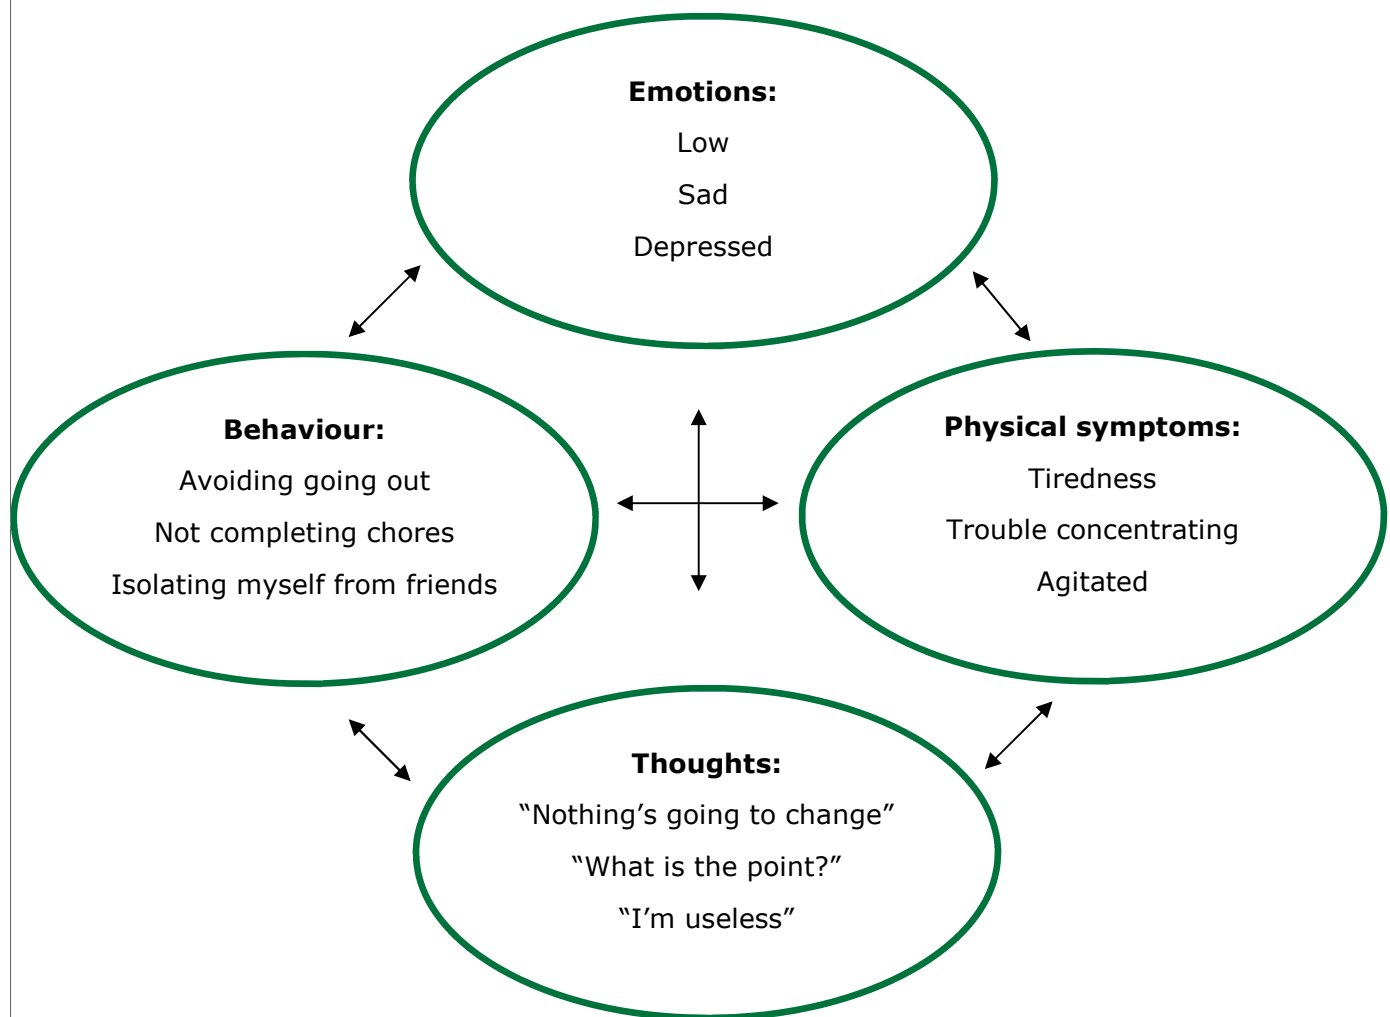 Emotions:
Low
Sad
Depressed
Behaviour:
Avoiding going out
Not completing chores
Isolating myself from friends
Physical symptoms:
Tiredness
Trouble concentrating
Agitated
Thoughts:
“Nothing’s going to change”
“What is the point?”
“I’m useless”